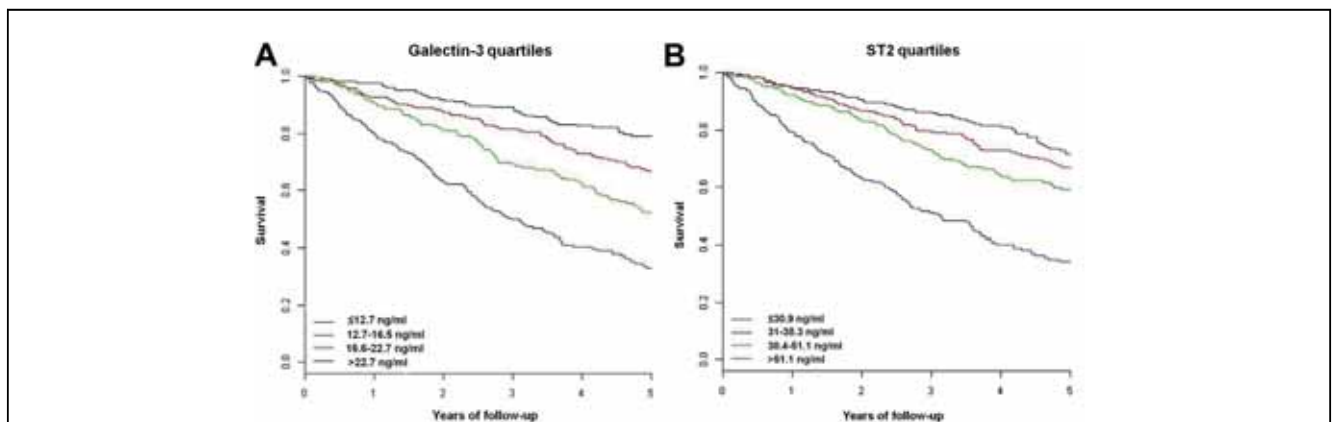 A
Galectin-3 quartiles
Survival
1.0
0.8
0.6
0.4
0.2
0.0
≤12.7 ng/ml
12.7-16.5 ng/ml
16.6-22.7 ng/ml
>22.7 ng/ml
0 1 2 3 4 5
Years of follow-up
B
ST2 quartiles
Survival
1.0
0.8
0.6
0.4
0.2
0.0
≤30.9 ng/ml
31-38.3 ng/ml
38.4-51.1 ng/ml
>51.1 ng/ml
0 1 2 3 4 5
Years of follow-up